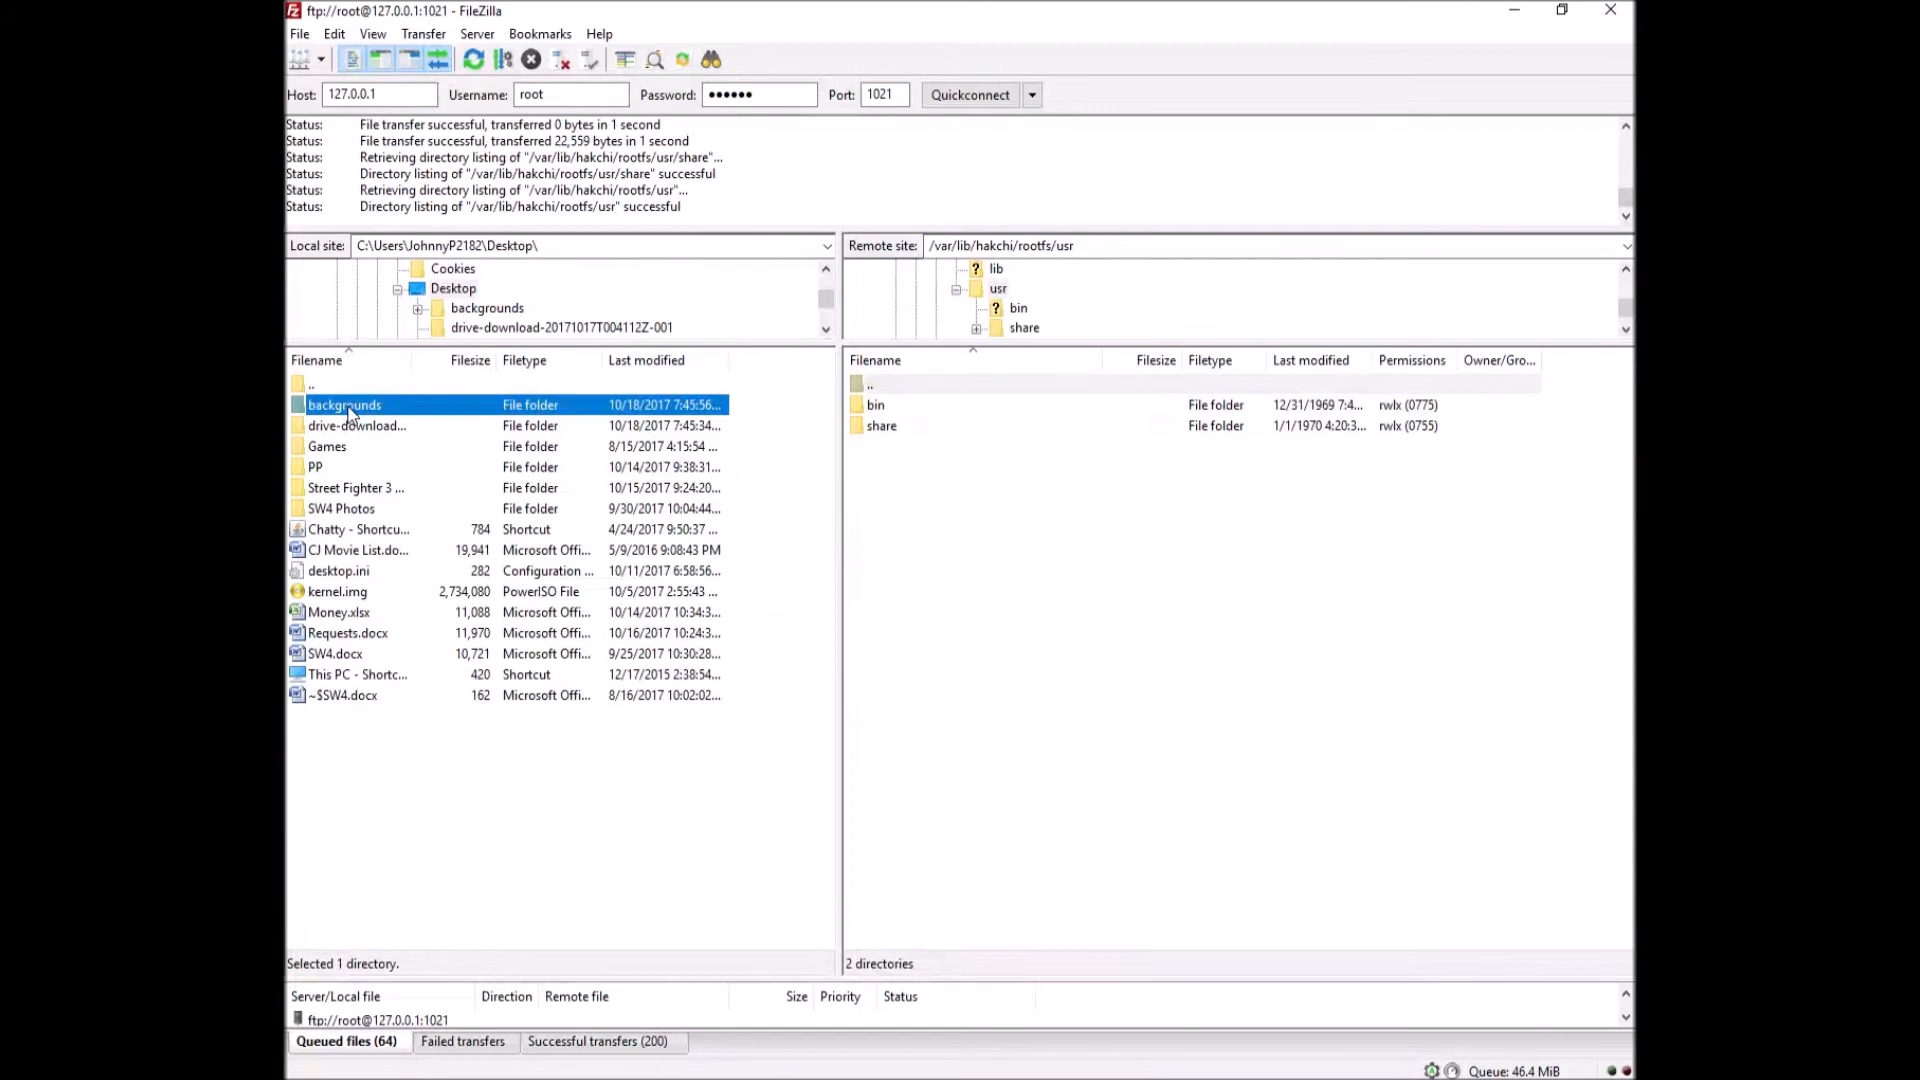 ftp://root@127.0.0.1:1021 - FileZilla
File Edit View Transfer Server Bookmarks Help
Host: 127.0.0.1 Username: root Password: •••••• Port: 1021 Quickconnect
Status: File transfer successful, transferred 0 bytes in 1 second
Status: File transfer successful, transferred 22,559 bytes in 1 second
Status: Retrieving directory listing of "/var/lib/hakchi/rootfs/usr/share"...
Status: Directory listing of "/var/lib/hakchi/rootfs/usr/share" successful
Status: Retrieving directory listing of "/var/lib/hakchi/rootfs/usr"...
Status: Directory listing of "/var/lib/hakchi/rootfs/usr" successful
Local site: C:\Users\JohnnyP2182\Desktop\
Cookies
Desktop
backgrounds
drive-download-20171017T004112Z-001
Filename Filesize Filetype Last modified
..
backgrounds File folder 10/18/2017 7:45:56...
drive-download... File folder 10/18/2017 7:45:34...
Games File folder 8/15/2017 4:15:54 ...
PP File folder 10/14/2017 9:38:31...
Street Fighter 3 ... File folder 10/15/2017 9:24:20...
SW4 Photos File folder 9/30/2017 10:04:44...
Chatty - Shortcu... 784 Shortcut 4/24/2017 9:50:37 ...
CJ Movie List.do... 19,941 Microsoft Offi... 5/9/2016 9:08:43 PM
desktop.ini 282 Configuration ... 10/11/2017 6:58:56...
kernel.img 2,734,080 PowerISO File 10/5/2017 2:55:43 ...
Money.xlsx 11,088 Microsoft Offi... 10/14/2017 10:34:3...
Requests.docx 11,970 Microsoft Offi... 10/16/2017 10:24:3...
SW4.docx 10,721 Microsoft Offi... 9/25/2017 10:30:28...
This PC - Shortc... 420 Shortcut 12/17/2015 2:38:54...
~$SW4.docx 162 Microsoft Offi... 8/16/2017 10:02:02...
Selected 1 directory.
Remote site: /var/lib/hakchi/rootfs/usr
? lib
usr
? bin
share
Filename Filesize Filetype Last modified Permissions Owner/Gro...
..
bin File folder 12/31/1969 7:4... rwlx (0775)
share File folder 1/1/1970 4:20:3... rwlx (0755)
2 directories
Server/Local file Direction Remote file Size Priority Status
ftp://root@127.0.0.1:1021
Queued files (64) Failed transfers Successful transfers (200)
Queue: 46.4 MiB